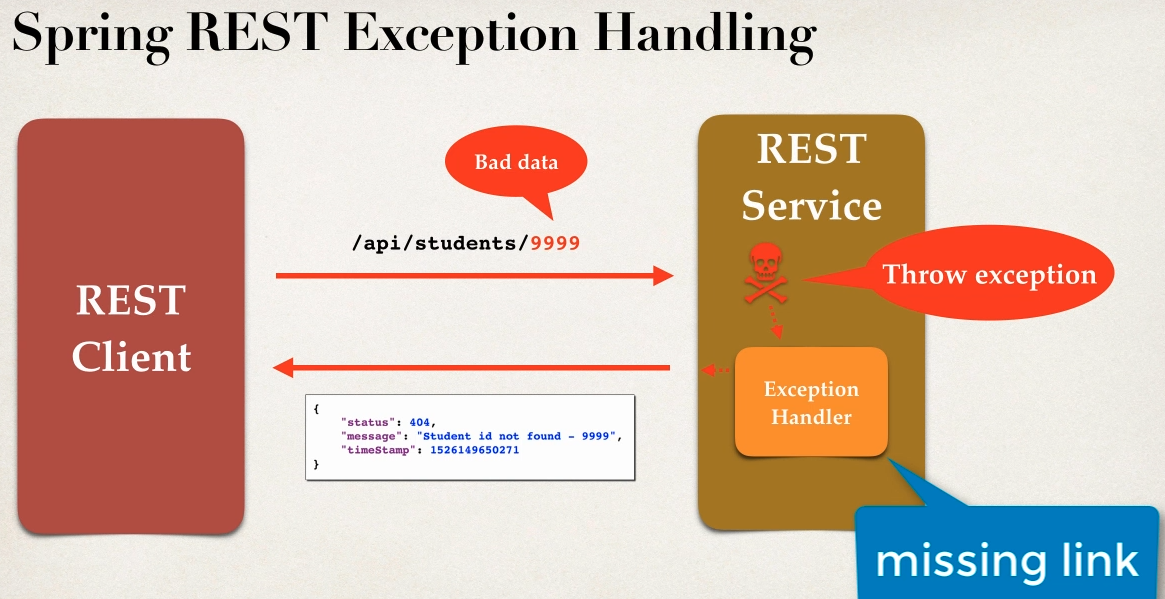 Spring REST Exception Handling
Bad data
/api/students/9999
REST
Client
REST
Service
Throw exception
Exception
Handler
{
"status": 404,
"message": "Student id not found - 9999",
"timeStamp": 1526149650271
}
missing link